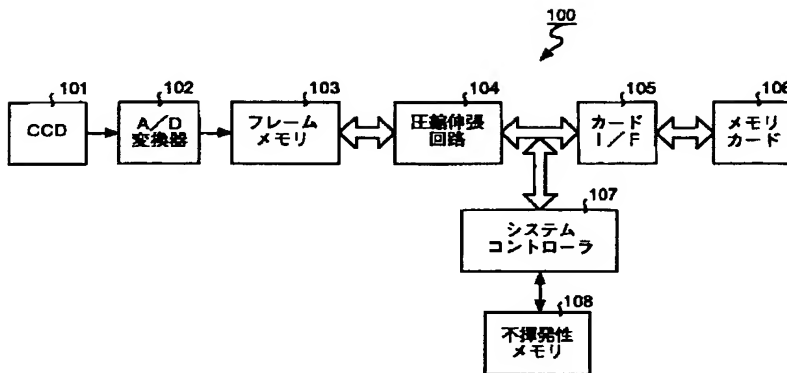 100
101
102
103
104
105
106
CCD
A/D
変換器
フレーム
メモリ
圧縮伸張
回路
カード
I/F
メモリ
カード
107
システム
コントローラ
108
不揮発性
メモリ